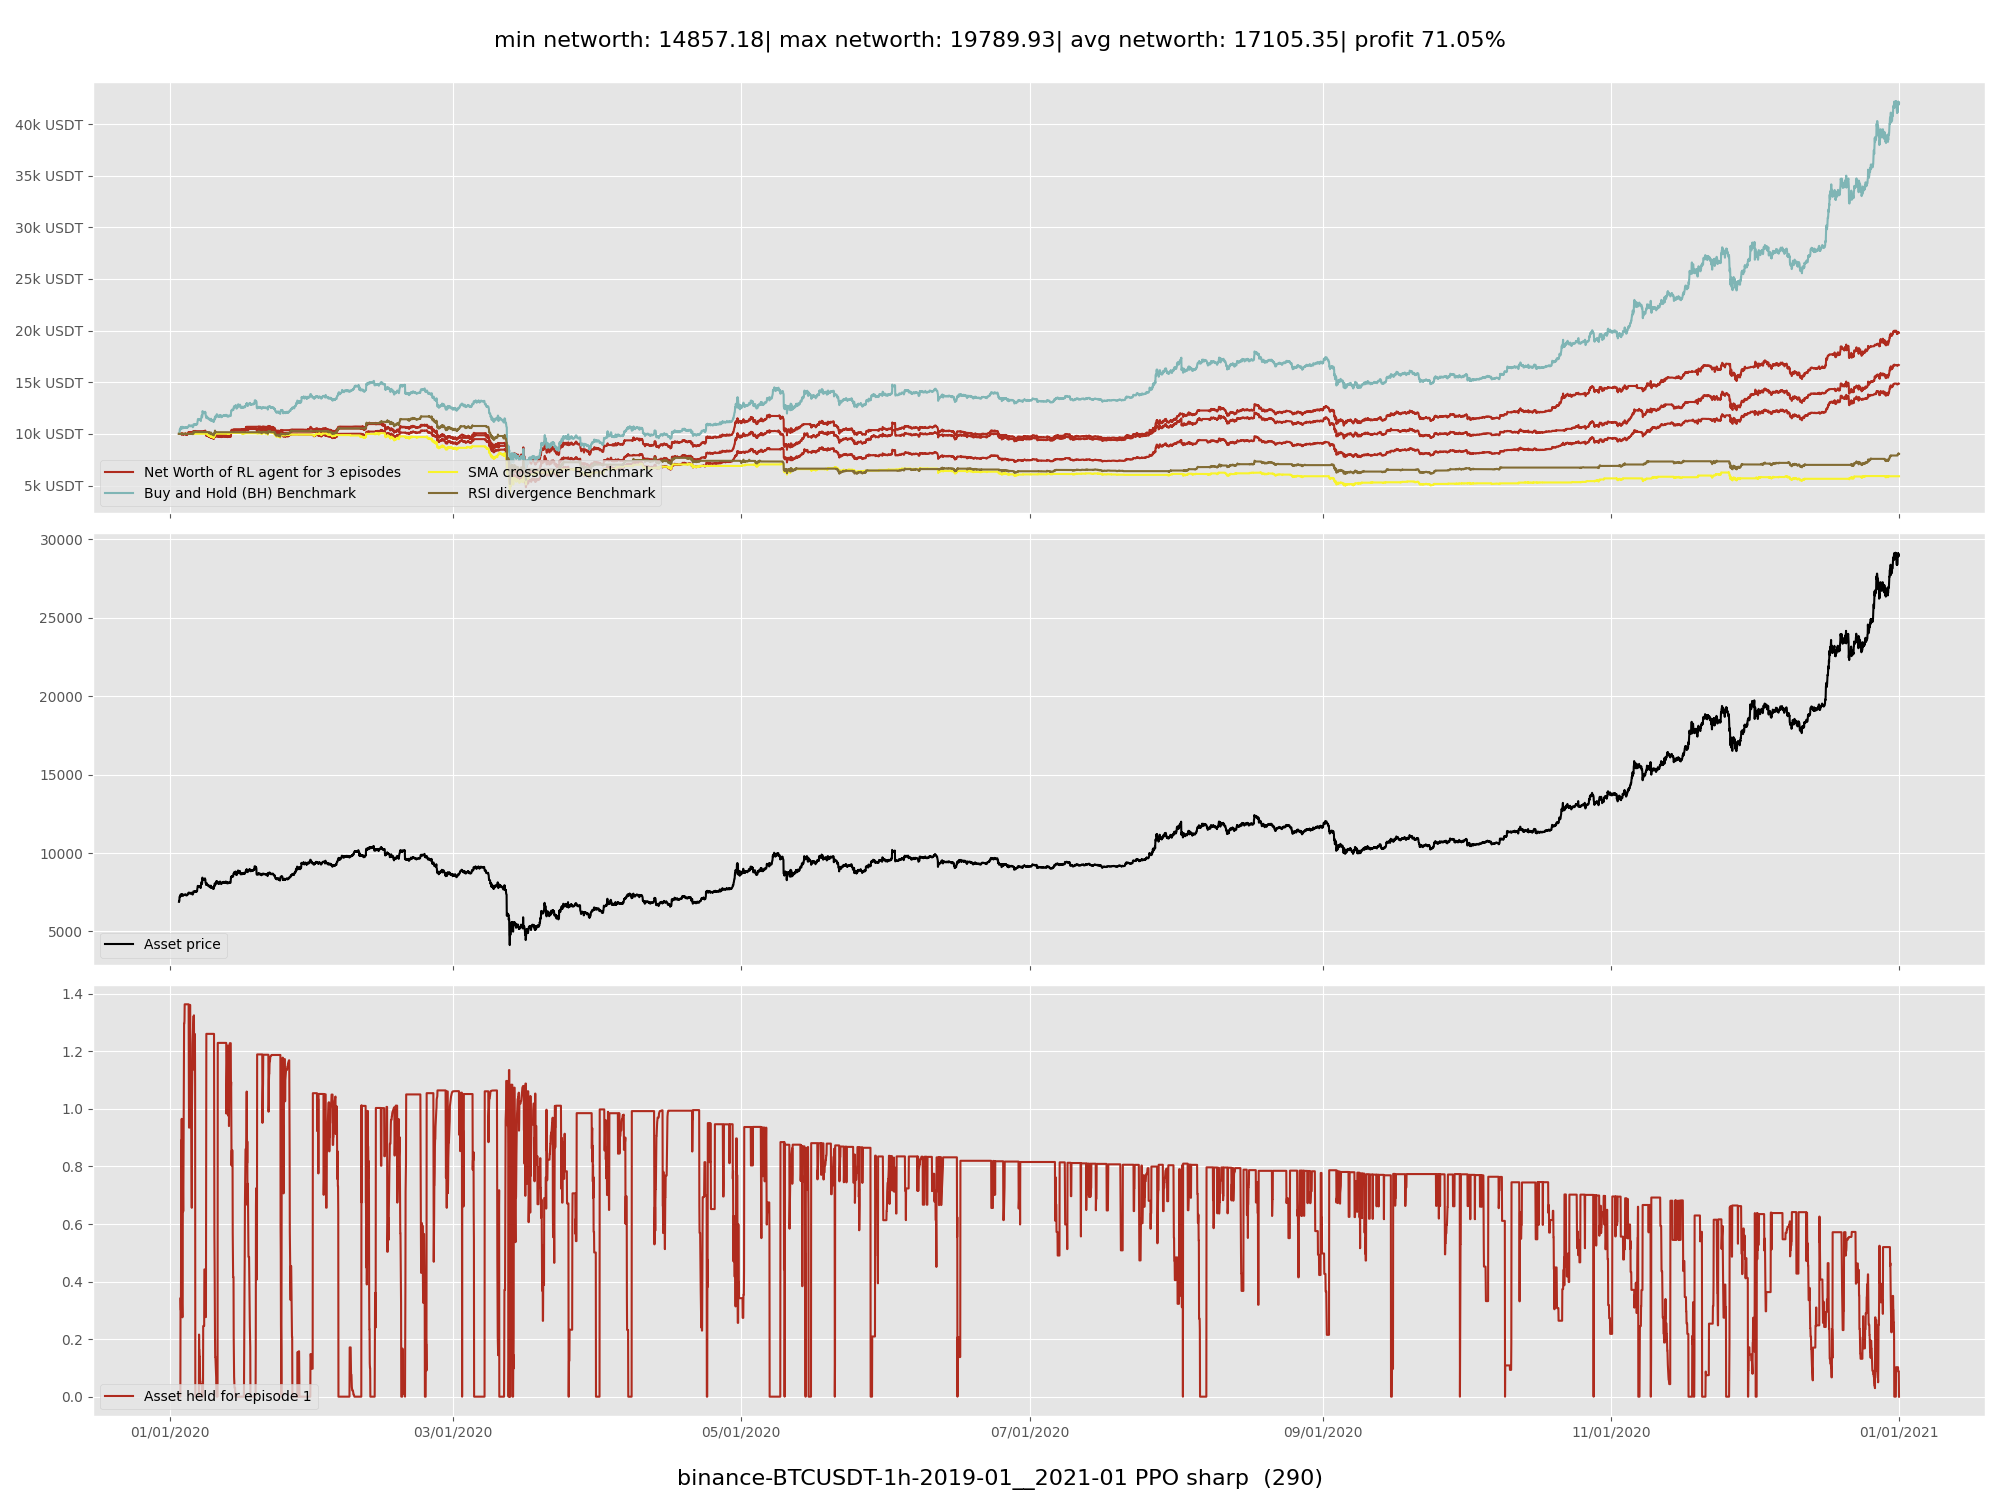 min networth: 14857.18| max networth: 19789.93| avg networth: 17105.35| profit 71.05%
40k USDT
35k USDT
30k USDT
25k USDT
20k USDT
15k USDT
10k USDT
5k USDT
Net Worth of RL agent for 3 episodes
Buy and Hold (BH) Benchmark
SMA crossover Benchmark
RSI divergence Benchmark
30000
25000
20000
15000
10000
5000
Asset price
1.4
1.2
1.0
0.8
0.6
0.4
0.2
0.0
Asset held for episode 1
01/01/2020 03/01/2020 05/01/2020 07/01/2020 09/01/2020 11/01/2020 01/01/2021
binance-BTCUSDT-1h-2019-01__2021-01 PPO sharp (290)